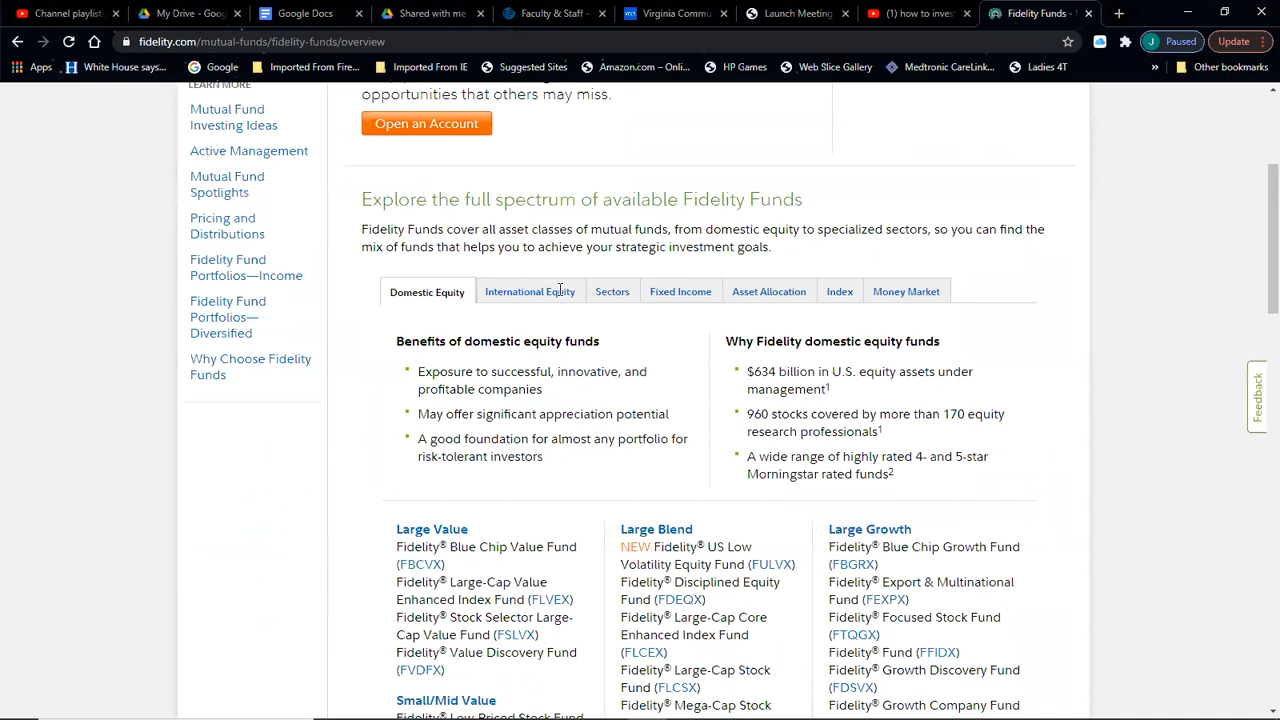 Channel playlists
My Drive - Goog
Google Docs
Shared with me
Faculty & Staff -
Virginia Commu
Launch Meeting
(1) how to inves
Fidelity Funds -
fidelity.com/mutual-funds/fidelity-funds/overview
J Paused
Update
Apps
White House says...
Google
Imported From Fire...
Imported From IE
Suggested Sites
Amazon.com – Onli...
HP Games
Web Slice Gallery
Medtronic CareLink...
Ladies 4T
»
Other bookmarks
LEARN MORE
Mutual Fund
Investing Ideas
Active Management
Mutual Fund
Spotlights
Pricing and
Distributions
Fidelity Fund
Portfolios—Income
Fidelity Fund
Portfolios—
Diversified
Why Choose Fidelity
Funds
opportunities that others may miss.
Open an Account
Explore the full spectrum of available Fidelity Funds
Fidelity Funds cover all asset classes of mutual funds, from domestic equity to specialized sectors, so you can find the
mix of funds that helps you to achieve your strategic investment goals.
Domestic Equity
International Equity
Sectors
Fixed Income
Asset Allocation
Index
Money Market
Benefits of domestic equity funds
Exposure to successful, innovative, and
profitable companies
May offer significant appreciation potential
A good foundation for almost any portfolio for
risk-tolerant investors
Why Fidelity domestic equity funds
$634 billion in U.S. equity assets under
management¹
960 stocks covered by more than 170 equity
research professionals¹
A wide range of highly rated 4- and 5-star
Morningstar rated funds²
Large Value
Fidelity® Blue Chip Value Fund
(FBCVX)
Fidelity® Large-Cap Value
Enhanced Index Fund (FLVEX)
Fidelity® Stock Selector Large-
Cap Value Fund (FSLVX)
Fidelity® Value Discovery Fund
(FVDFX)
Small/Mid Value
Fidelity® Low-Priced Stock Fund
Large Blend
NEW Fidelity® US Low
Volatility Equity Fund (FULVX)
Fidelity® Disciplined Equity
Fund (FDEQX)
Fidelity® Large-Cap Core
Enhanced Index Fund
(FLCEX)
Fidelity® Large-Cap Stock
Fund (FLCSX)
Fidelity® Mega-Cap Stock
Large Growth
Fidelity® Blue Chip Growth Fund
(FBGRX)
Fidelity® Export & Multinational
Fund (FEXPX)
Fidelity® Focused Stock Fund
(FTQGX)
Fidelity® Fund (FFIDX)
Fidelity® Growth Discovery Fund
(FDSVX)
Fidelity® Growth Company Fund
Feedback